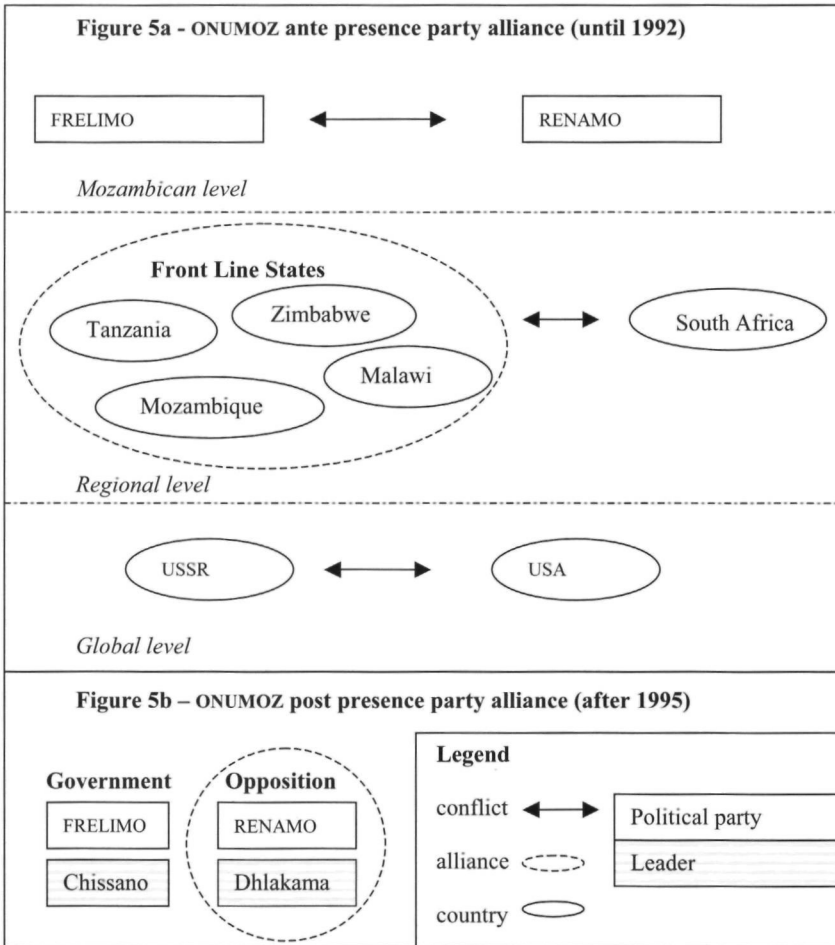 Figure 5a - ONUMOZ ante presence party alliance (until 1992)
FRELIMO
RENAMO
Mozambican level
Front Line States
Tanzania
Zimbabwe
South Africa
Malawi
Mozambique
Regional level
USSR
USA
Global level
Figure 5b – ONUMOZ post presence party alliance (after 1995)
Government
Opposition
FRELIMO
RENAMO
Chissano
Dhlakama
Legend
conflict
Political party
alliance
Leader
country